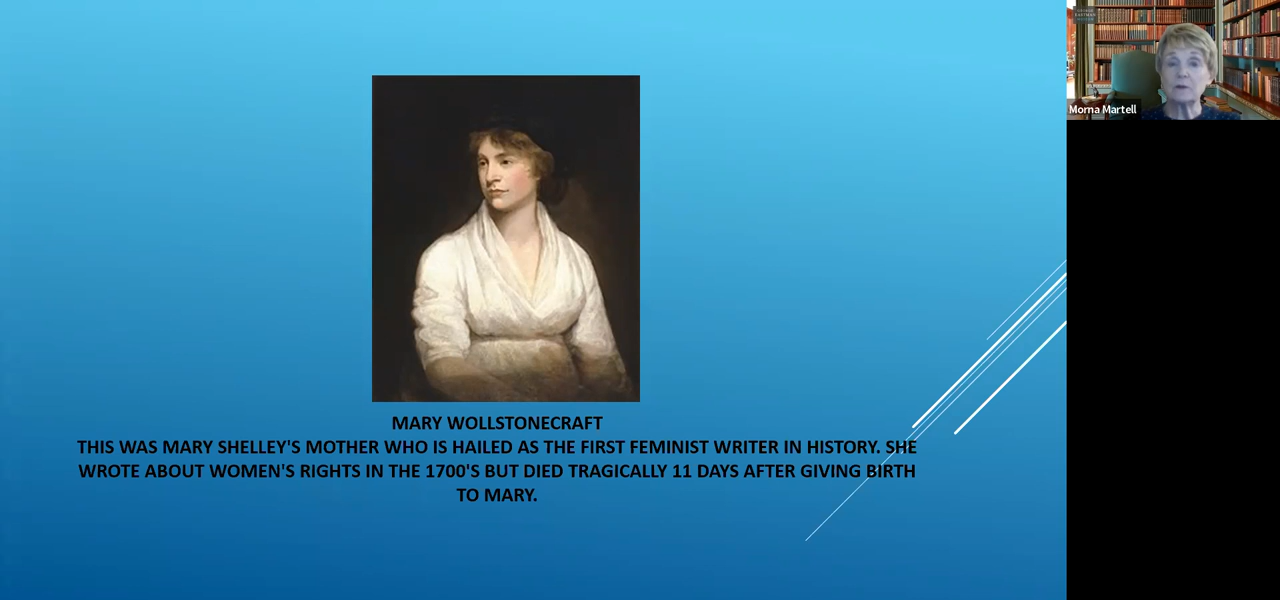 MARY WOLLSTONECRAFT
THIS WAS MARY SHELLEY'S MOTHER WHO IS HAILED AS THE FIRST FEMINIST WRITER IN HISTORY. SHE
WROTE ABOUT WOMEN'S RIGHTS IN THE 1700'S BUT DIED TRAGICALLY 11 DAYS AFTER GIVING BIRTH
TO MARY.
Morna Martell